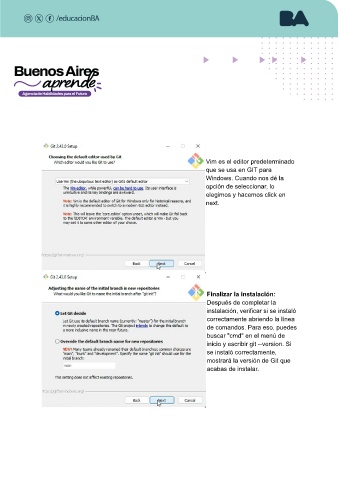 /educacionBA
BA
Buenos Aires
aprende
Agencia de Habilidades para el Futuro
Git 2.41.0 Setup
Choosing the default editor used by Git
Which editor would you like Git to use?
Use Vim (the ubiquitous text editor) as Git's default editor
The Vim editor, while powerful, can be hard to use. Its user interface is
unintuitive and its key bindings are awkward.
Note: Vim is the default editor of Git for Windows only for historical reasons, and
it is highly recommended to switch to a modern GUI editor instead.
Note: This will leave the 'core.editor' option unset, which will make Git fall back
to the 'EDITOR' environment variable. The default editor is Vim - but you
may set it to some other editor of your choice.
https://gitforwindows.org/
Back
Next
Cancel
Vim es el editor predeterminado
que se usa en GIT para
Windows. Cuando nos dé la
opción de seleccionar, lo
elegimos y hacemos click en
next.
Git 2.41.0 Setup
Adjusting the name of the initial branch in new repositories
What would you like Git to name the initial branch after "git init"?
Let Git decide
Let Git use its default branch name (currently: "master") for the initial branch
in newly created repositories. The Git project intends to change this default to
a more inclusive name in the near future.
Override the default branch name for new repositories
NEW! Many teams already renamed their default branches; common choices are
"main", "trunk" and "development". Specify the name "git init" should use for the
initial branch:
main
This setting does not affect existing repositories.
https://gitforwindows.org/
Back
Next
Cancel
Finalizar la instalación:
Después de completar la
instalación, verificar si se instaló
correctamente abriendo la línea
de comandos. Para eso, puedes
buscar "cmd" en el menú de
inicio y escribir git --version. Si
se instaló correctamente,
mostrará la versión de Git que
acabas de instalar.